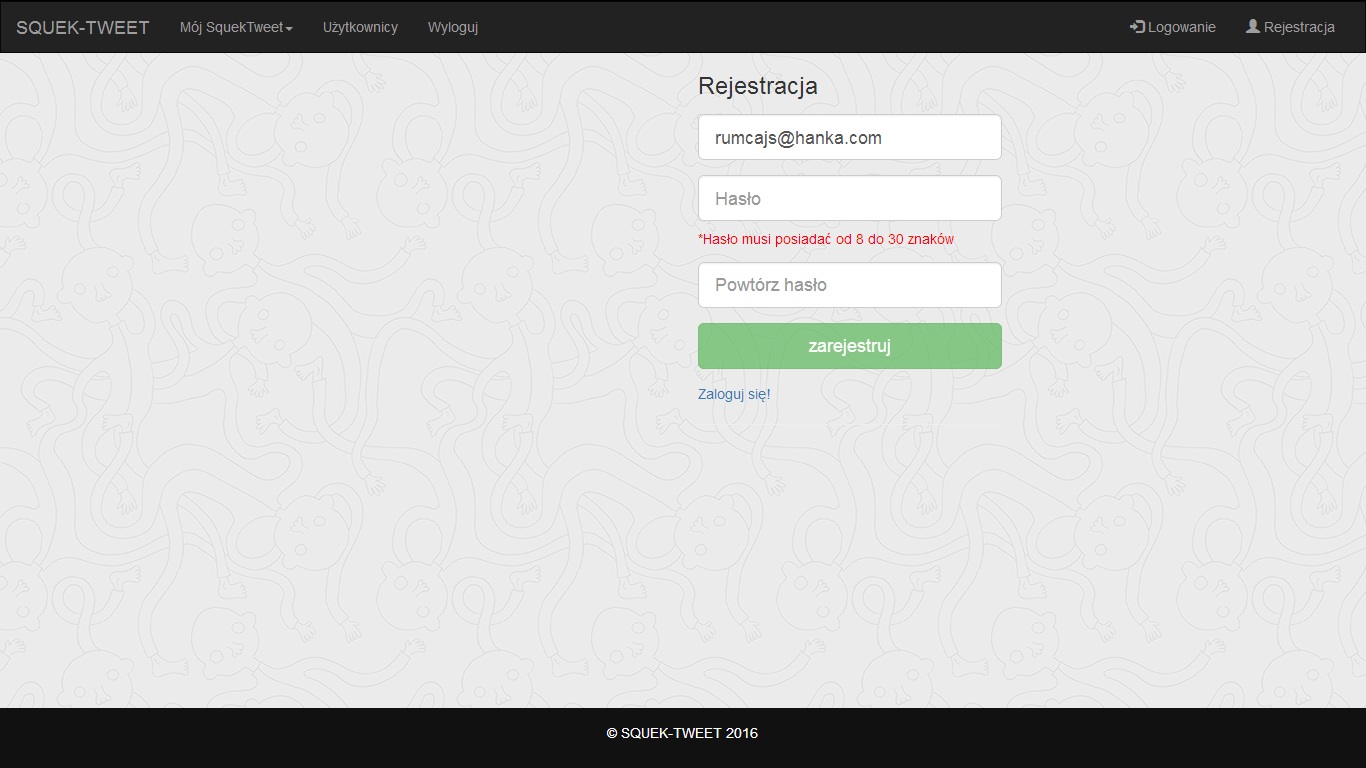 SQUEK-TWEET Mój SquekTweet Użytkownicy Wyloguj Logowanie Rejestracja
Rejestracja
rumcajs@hanka.com
Hasło
*Hasło musi posiadać od 8 do 30 znaków
Powtórz hasło
zarejestruj
Zaloguj się!
© SQUEK-TWEET 2016